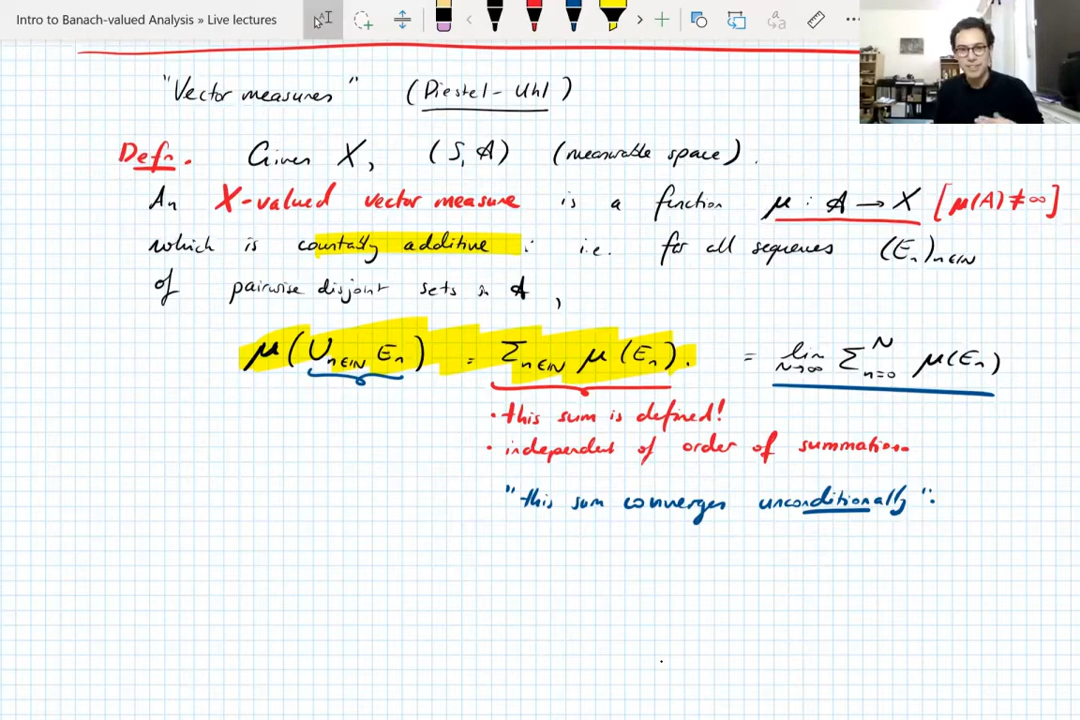 Intro to Banach-valued Analysis » Live lectures
"Vector measures" (Diestel-Uhl)
Defn. Given X, (S, A) (measurable space).
An X-valued vector measure is a function μ : A → X [μ(A) ≠ ∞]
which is countably additive : i.e. for all sequences (En)n∈ℕ
of pairwise disjoint sets in A,
μ(∪n∈ℕ En) = Σn∈ℕ μ(En). = lim N→∞ Σ n=0 N μ(En)
• this sum is defined!
• independent of order of summation.
"this sum converges unconditionally":